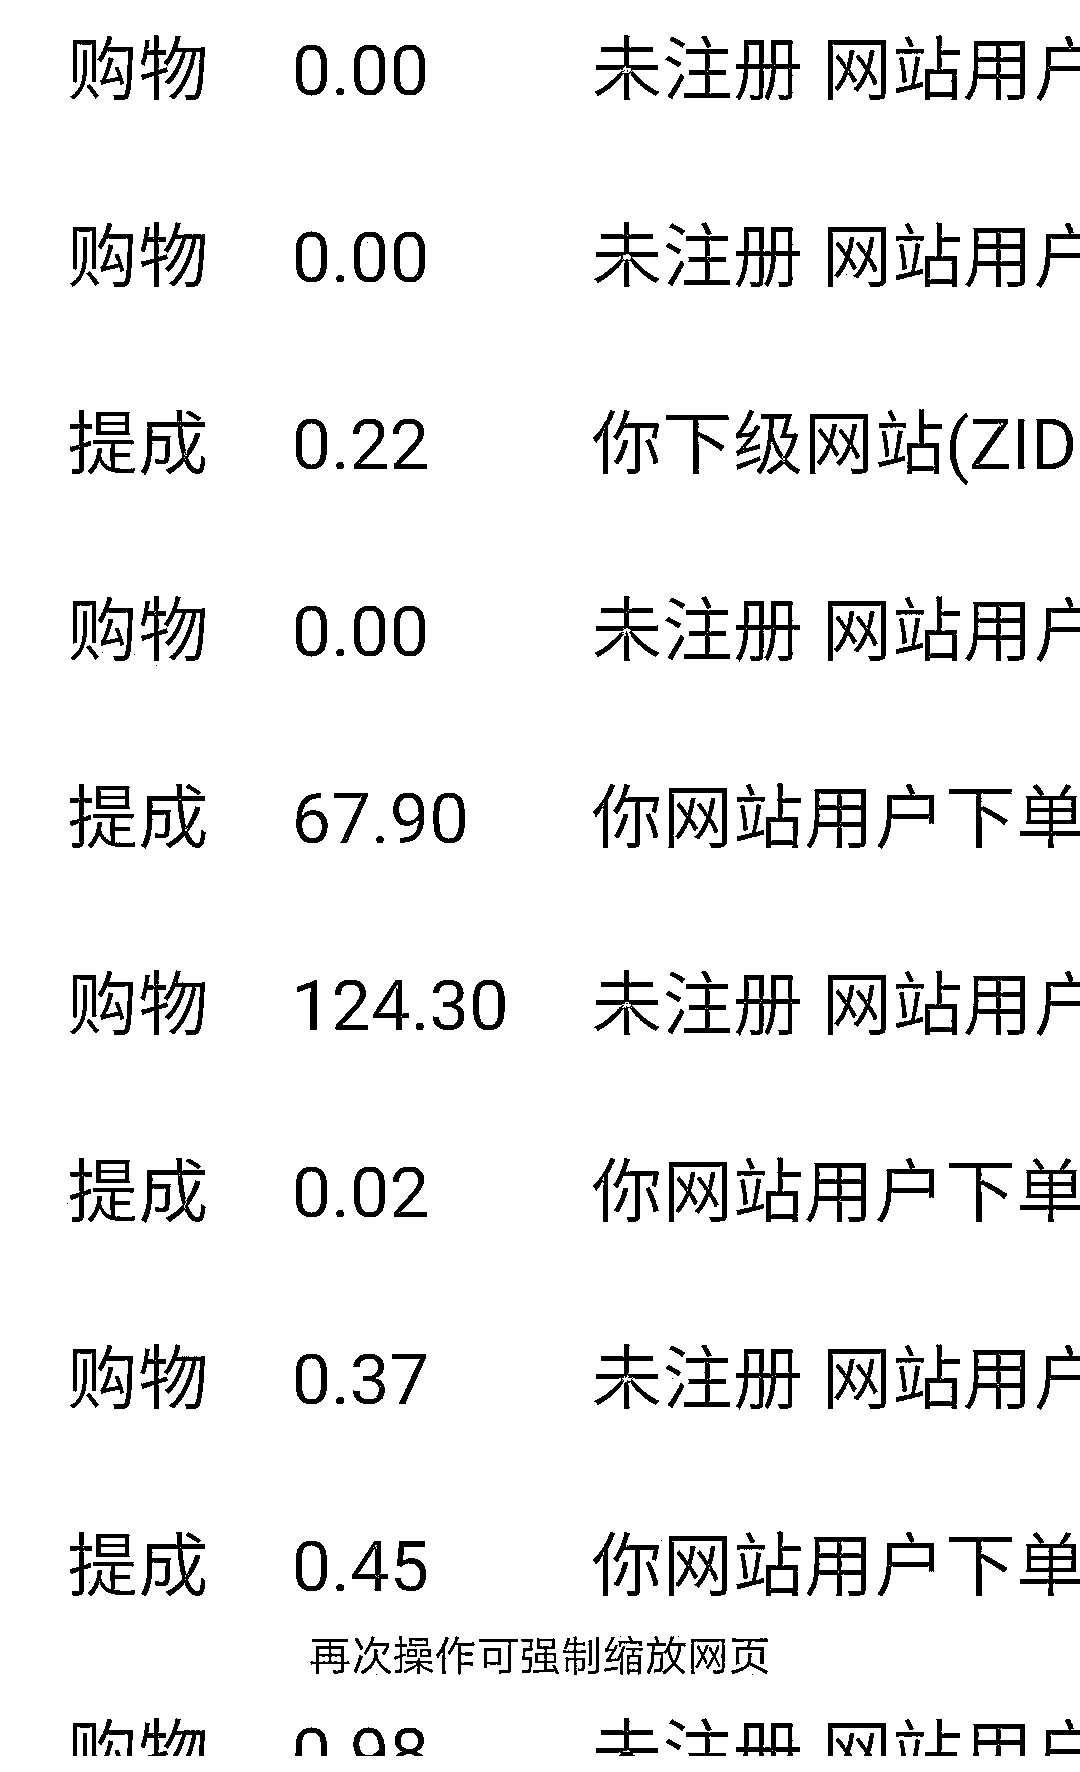 购物 0.00 未注册 网站用户
购物 0.00 未注册 网站用户
提成 0.22 你下级网站(ZID
购物 0.00 未注册 网站用户
提成 67.90 你网站用户下单
购物 124.30 未注册 网站用户
提成 0.02 你网站用户下单
购物 0.37 未注册 网站用户
提成 0.45 你网站用户下单
再次操作可强制缩放网页
购物 0.98 未注册 网站用户